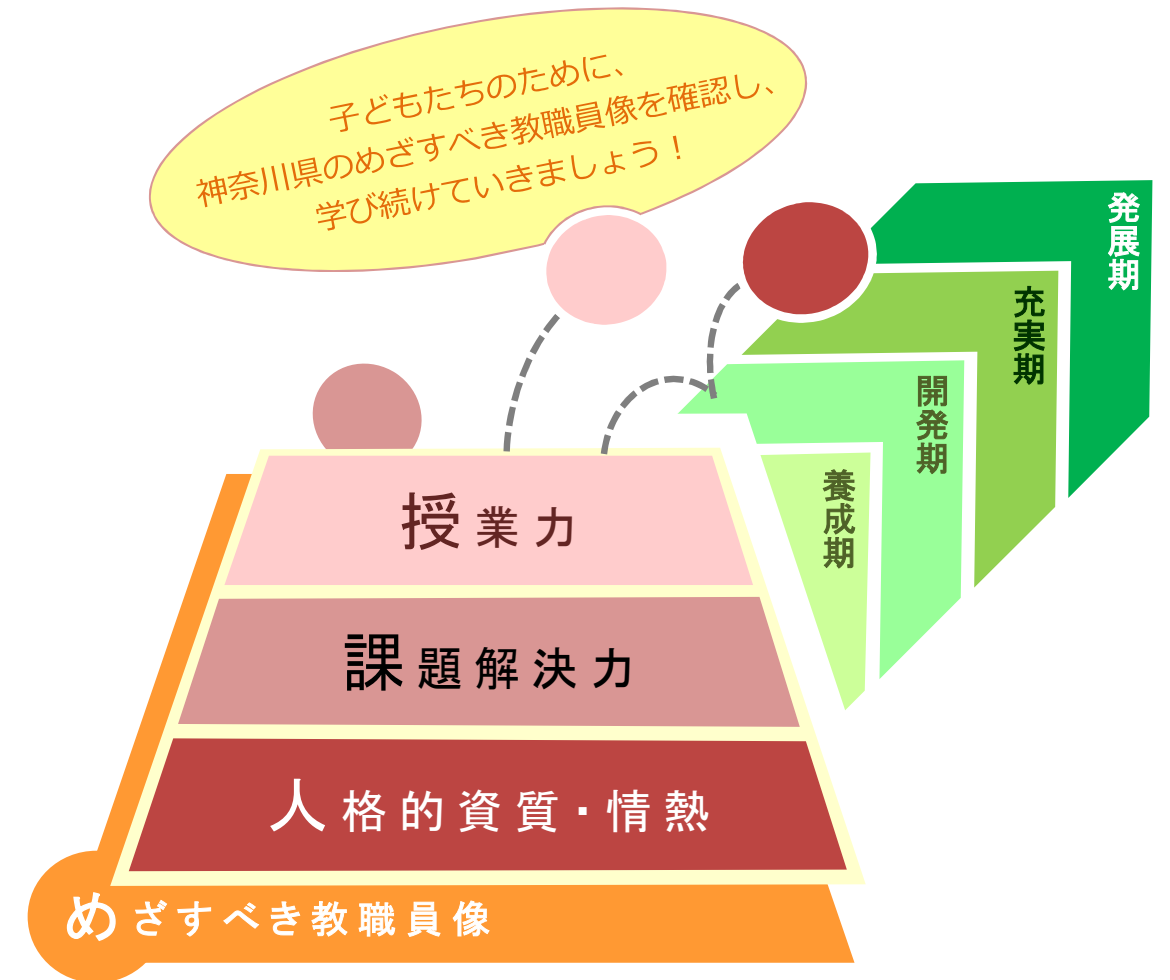 子どもたちのために、
神奈川県のめざすべき教職員像を確認し、
学び続けていきましょう！
発展期
充実期
開発期
養成期
授業力
課題解決力
人格的資質・情熱
めざすべき教職員像